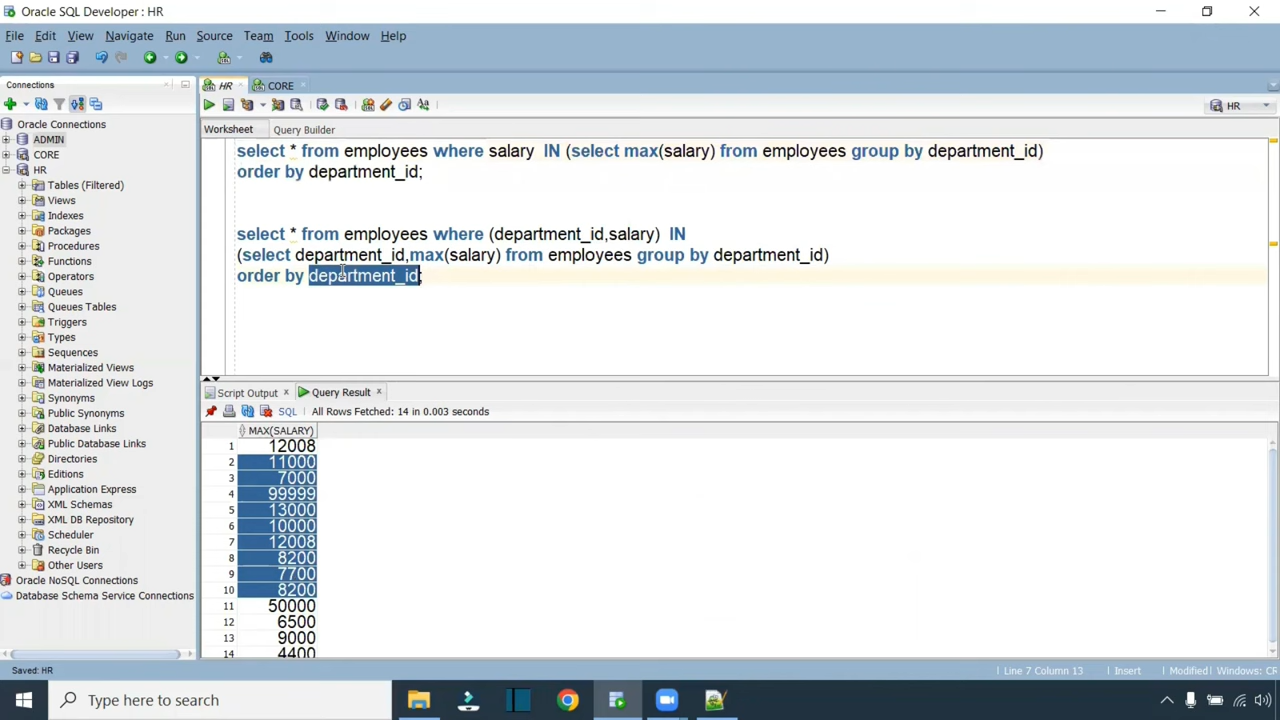 Oracle SQL Developer : HR
File Edit View Navigate Run Source Team Tools Window Help
Connections
HR
CORE
Oracle Connections
ADMIN
CORE
HR
Tables (Filtered)
Views
Indexes
Packages
Procedures
Functions
Operators
Queues
Queues Tables
Triggers
Types
Sequences
Materialized Views
Materialized View Logs
Synonyms
Public Synonyms
Database Links
Public Database Links
Directories
Editions
Application Express
XML Schemas
XML DB Repository
Scheduler
Recycle Bin
Other Users
Oracle NoSQL Connections
Database Schema Service Connections
HR
Worksheet Query Builder
select * from employees where salary IN (select max(salary) from employees group by department_id)
order by department_id;
select * from employees where (department_id,salary) IN
(select department_id,max(salary) from employees group by department_id)
order by department_id;
Script Output Query Result
SQL All Rows Fetched: 14 in 0.003 seconds
MAX(SALARY)
1 12008
2 11000
3 7000
4 99999
5 13000
6 10000
7 12008
8 8200
9 7700
10 8200
11 50000
12 6500
13 9000
14 4400
Saved: HR
Line 7 Column 13 Insert Modified Windows: CR
Type here to search